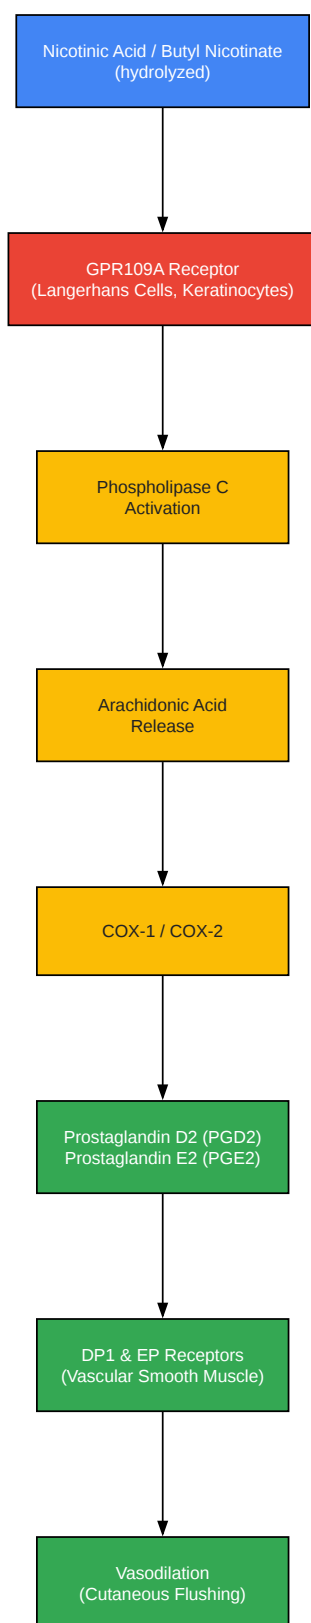 Nicotinic Acid / Butyl Nicotinate
(hydrolyzed)
GPR109A Receptor
(Langerhans Cells, Keratinocytes)
Phospholipase C
Activation
Arachidonic Acid
Release
COX-1 / COX-2
Prostaglandin D2 (PGD2)
Prostaglandin E2 (PGE2)
DP1 & EP Receptors
(Vascular Smooth Muscle)
Vasodilation
(Cutaneous Flushing)